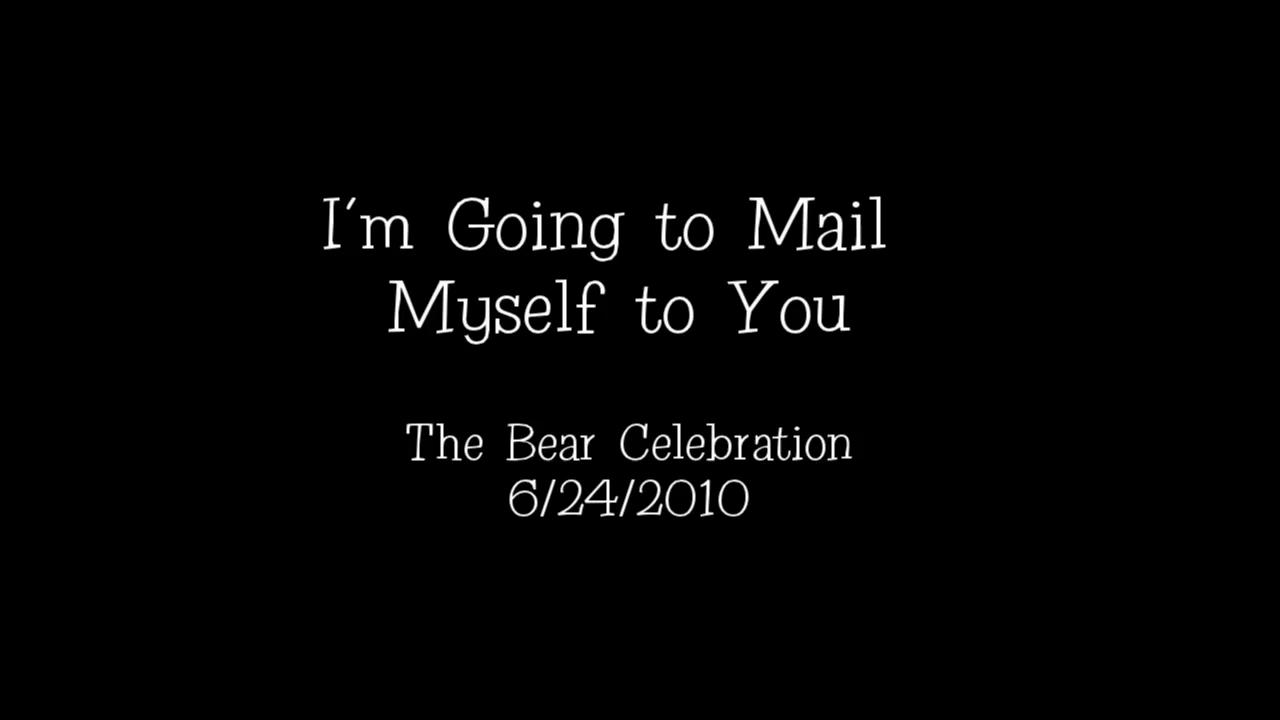 I'm Going to Mail
Myself to You
The Bear Celebration
6/24/2010